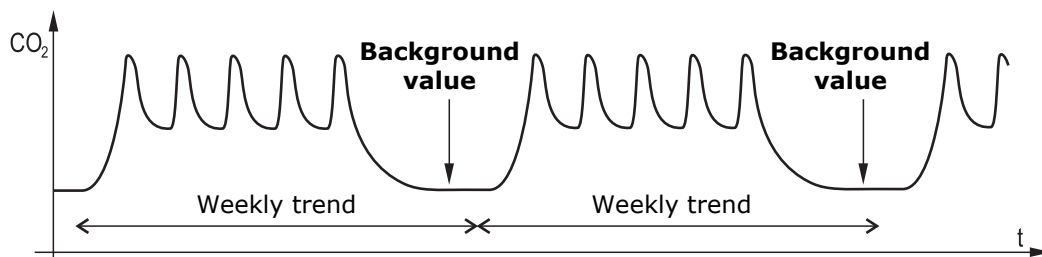 CO₂
Background
value
Background
value
Weekly trend
Weekly trend
t